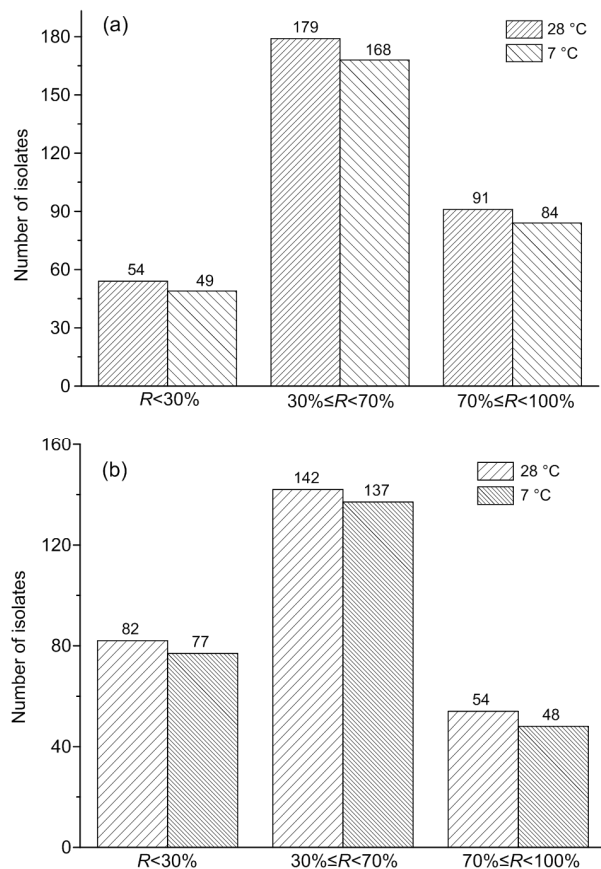 (a)
28 °C
7 °C
Number of isolates
180
150
120
90
60
30
0
54
49
179
168
91
84
R<30%
30%≤R<70%
70%≤R<100%
(b)
28 °C
7 °C
Number of isolates
160
120
80
40
0
82
77
142
137
54
48
R<30%
30%≤R<70%
70%≤R<100%